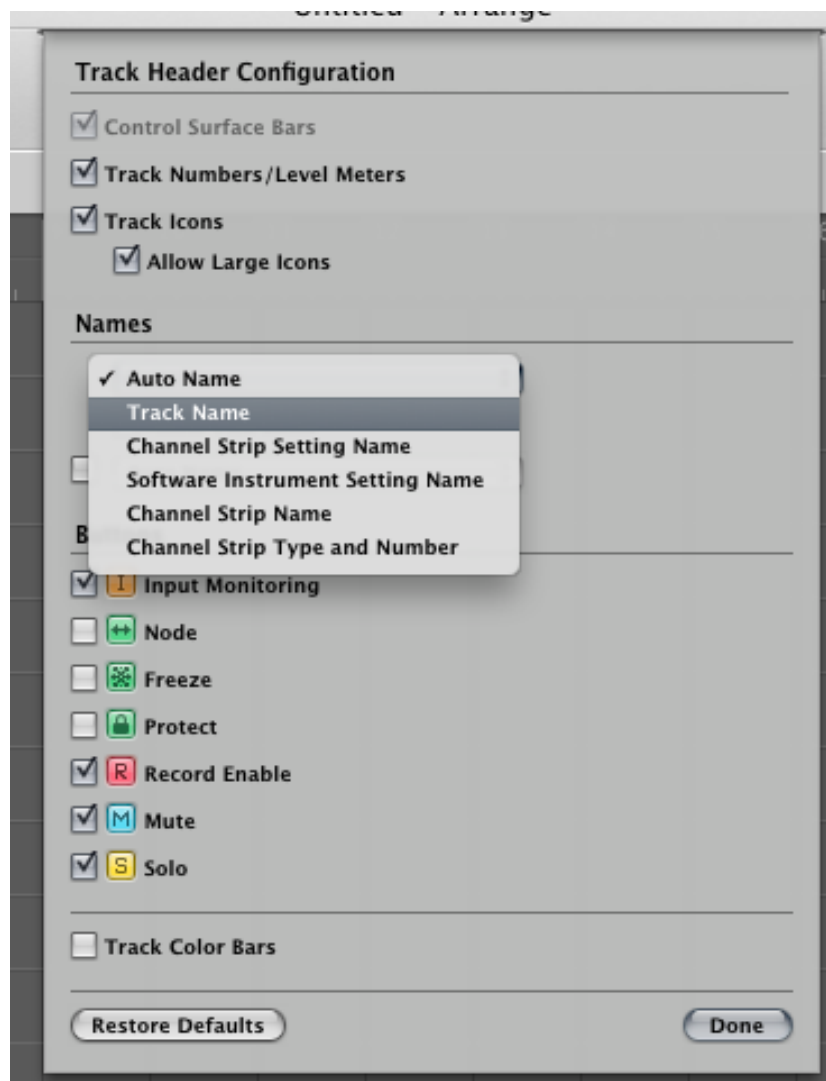 Track Header Configuration
Control Surface Bars
Track Numbers/Level Meters
Track Icons
Allow Large Icons
Names
✓ Auto Name
Track Name
Channel Strip Setting Name
Software Instrument Setting Name
Channel Strip Name
Channel Strip Type and Number
B
I Input Monitoring
Node
Freeze
Protect
R Record Enable
M Mute
S Solo
Track Color Bars
Restore Defaults
Done